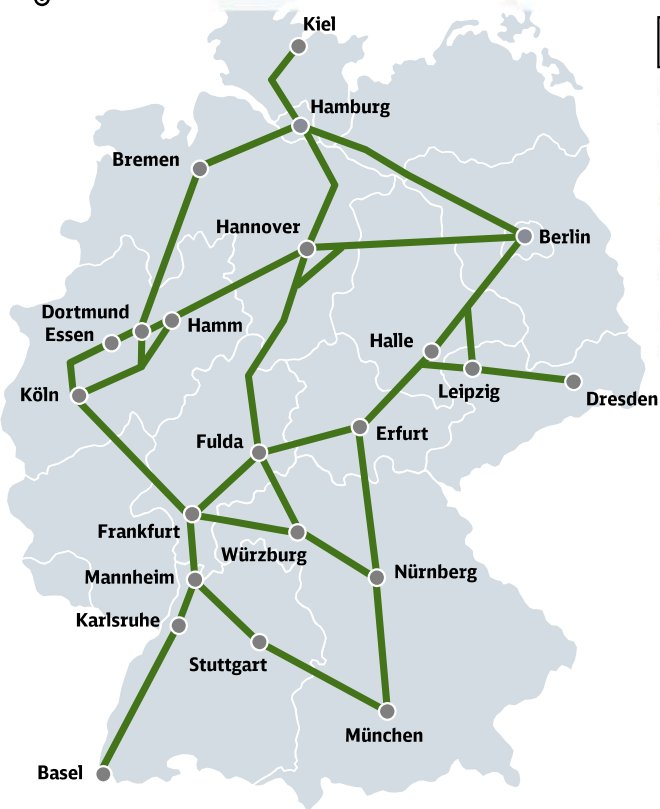 Kiel
Hamburg
Bremen
Hannover
Berlin
Dortmund
Essen
Hamm
Halle
Köln
Leipzig
Dresden
Fulda
Erfurt
Frankfurt
Würzburg
Mannheim
Nürnberg
Karlsruhe
Stuttgart
München
Basel